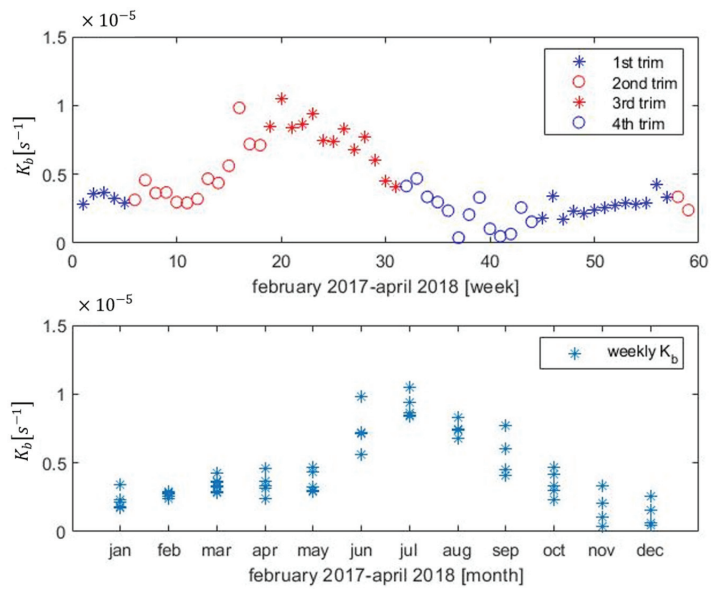 × 10⁻⁵
1.5
1
0.5
0
K_b[s⁻¹]
1st trim
2ond trim
3rd trim
4th trim
0 10 20 30 40 50 60
february 2017-april 2018 [week]
× 10⁻⁵
1.5
1
0.5
0
K_b[s⁻¹]
weekly K_b
jan feb mar apr may jun jul aug sep oct nov dec
february 2017-april 2018 [month]